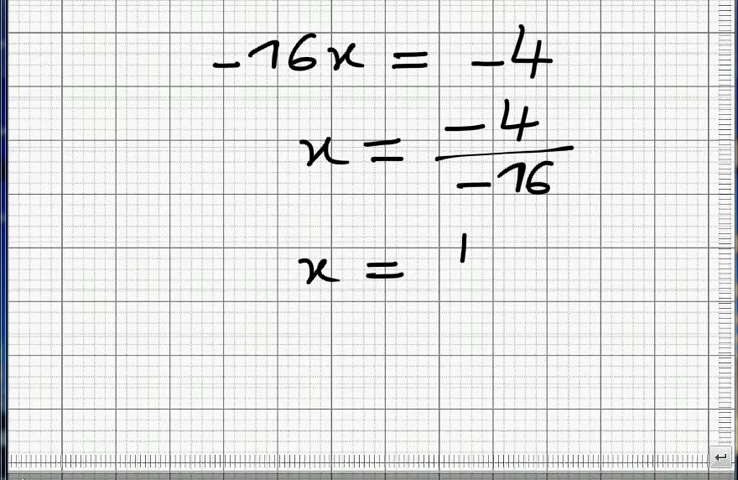 -16x = -4
x = -4/-16
x = 1